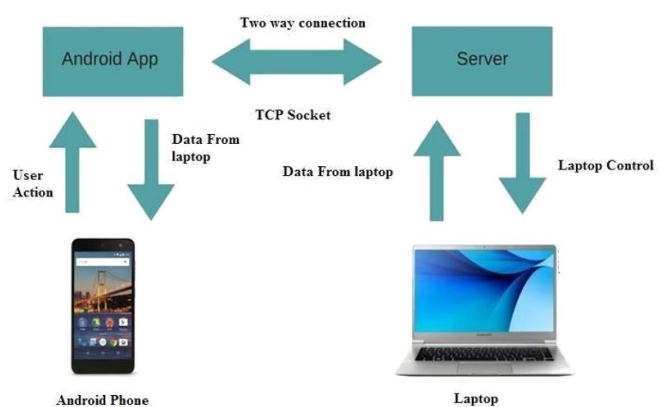 Two way connection
Android App
Server
TCP Socket
User
Action
Data From
laptop
Data From laptop
Laptop Control
Android Phone
Laptop